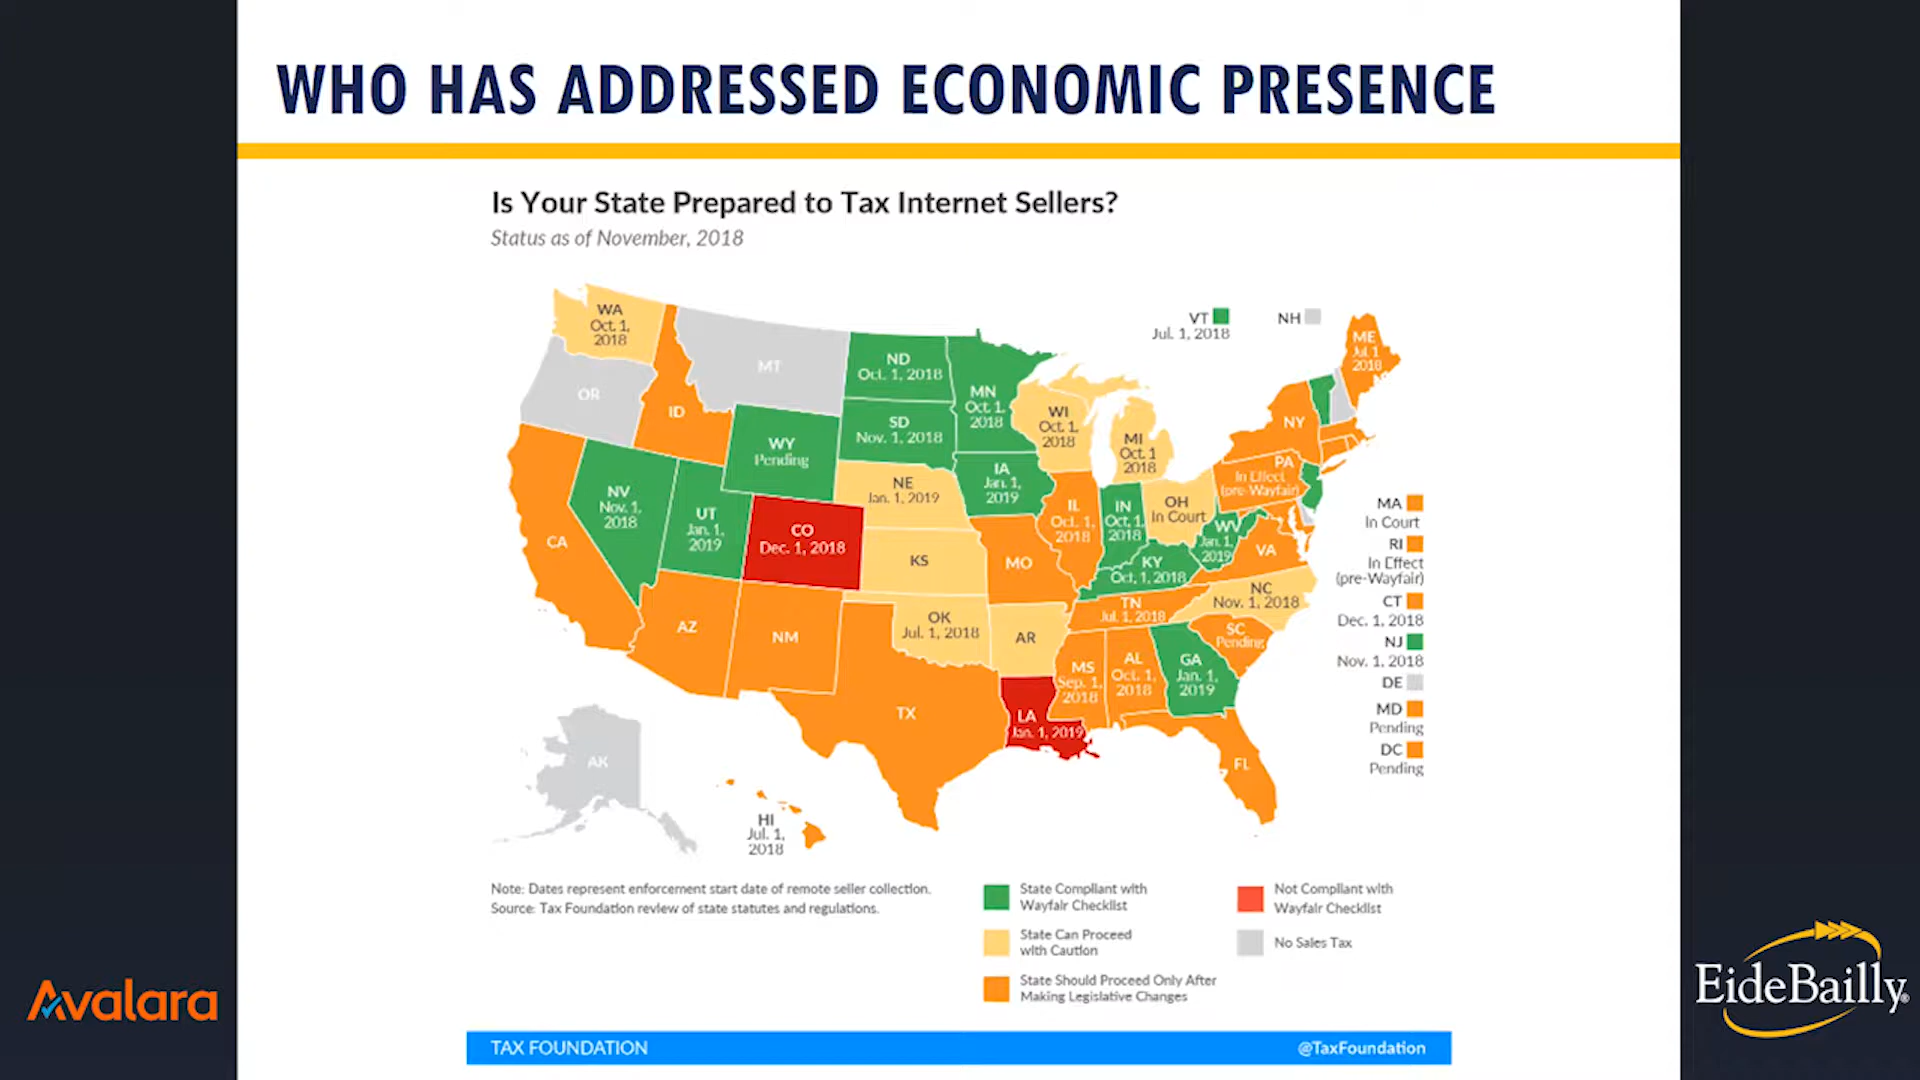 WHO HAS ADDRESSED ECONOMIC PRESENCE
Is Your State Prepared to Tax Internet Sellers?
Status as of November, 2018
WA
Oct. 1,
2018
OR
ID
MT
WY
Pending
NV
Nov. 1,
2018
UT
Jan. 1,
2019
CA
AZ
CO
Dec. 1, 2018
NM
ND
Oct. 1, 2018
SD
Nov. 1, 2018
NE
Jan. 1, 2019
KS
OK
Jul. 1, 2018
TX
MN
Oct. 1,
2018
IA
Jan. 1,
2019
MO
AR
LA
Jan. 1, 2019
WI
Oct. 1,
2018
IL
Oct. 1,
2018
MI
Oct. 1
2018
IN
Oct. 1,
2018
OH
In Court
KY
Oct. 1, 2018
TN
Jul. 1, 2018
MS
Sep. 1,
2018
AL
Oct. 1,
2018
GA
Jan. 1,
2019
FL
SC
Pending
NC
Nov. 1, 2018
VA
WV
Jan. 1,
2019
PA
In Effect
(pre-Wayfair)
NY
ME
Jul. 1
2018
VT
Jul. 1, 2018
NH
MA
In Court
RI
In Effect
(pre-Wayfair)
CT
Dec. 1, 2018
NJ
Nov. 1, 2018
DE
MD
Pending
DC
Pending
AK
HI
Jul. 1,
2018
Note: Dates represent enforcement start date of remote seller collection.
Source: Tax Foundation review of state statutes and regulations.
State Compliant with
Wayfair Checklist
State Can Proceed
with Caution
State Should Proceed Only After
Making Legislative Changes
Not Compliant with
Wayfair Checklist
No Sales Tax
TAX FOUNDATION
@TaxFoundation
Avalara
EideBailly®